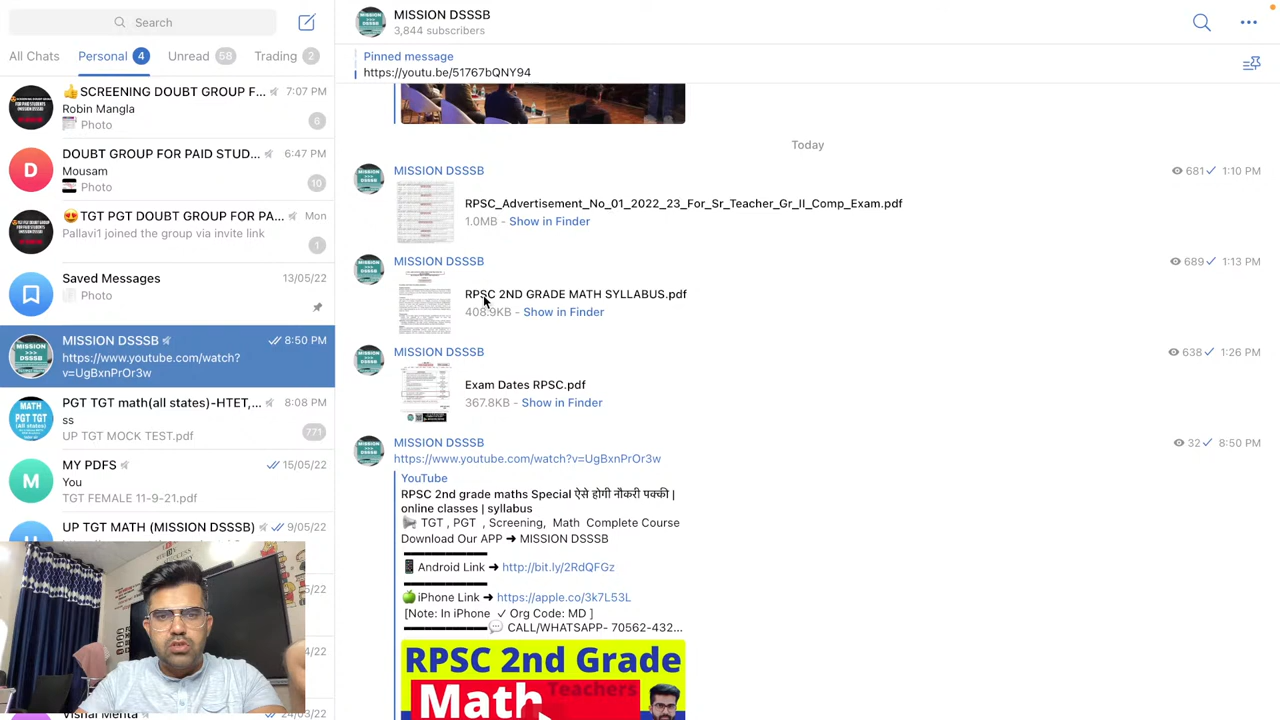 Search
All Chats
Personal 4
Unread 58
Trading 2
👍SCREENING DOUBT GROUP F...
7:07 PM
Robin Mangla
Photo
6
DOUBT GROUP FOR PAID STUD...
6:47 PM
Mousam
Photo
10
😍TGT PGT DOUBT GROUP FOR PA...
Mon
Pallavi1 joined the group via invite link
1
Saved Messages
13/05/22
Photo
MISSION DSSSB
8:50 PM
https://www.youtube.com/watch?
v=UgBxnPrOr3w
PGT TGT math(all states)-HTET,...
8:08 PM
ss
UP TGT MOCK TEST.pdf
771
MY PDFS
15/05/22
You
TGT FEMALE 11-9-21.pdf
UP TGT MATH (MISSION DSSSB)
9/05/22
5/22
4/22
Vishal Mehta
24/03/22
MISSION DSSSB
3,844 subscribers
Pinned message
https://youtu.be/51767bQNY94
Today
MISSION DSSSB
681 1:10 PM
RPSC_Advertisement_No_01_2022_23_For_Sr_Teacher_Gr_II_Comp_Exam.pdf
1.0MB - Show in Finder
MISSION DSSSB
689 1:13 PM
RPSC 2ND GRADE MATH SYLLABUS.pdf
408.9KB - Show in Finder
MISSION DSSSB
638 1:26 PM
Exam Dates RPSC.pdf
367.8KB - Show in Finder
MISSION DSSSB
32 8:50 PM
https://www.youtube.com/watch?v=UgBxnPrOr3w
YouTube
RPSC 2nd grade maths Special ऐसे होगी नौकरी पक्की |
online classes | syllabus
📢 TGT , PGT , Screening, Math Complete Course
Download Our APP ➜ MISSION DSSSB
📱 Android Link ➜ http://bit.ly/2RdQFGz
🍏 iPhone Link ➜ https://apple.co/3k7L53L
[Note: In iPhone ✓ Org Code: MD ]
💬 CALL/WHATSAPP- 70562-432...
RPSC 2nd Grade
Math Teachers